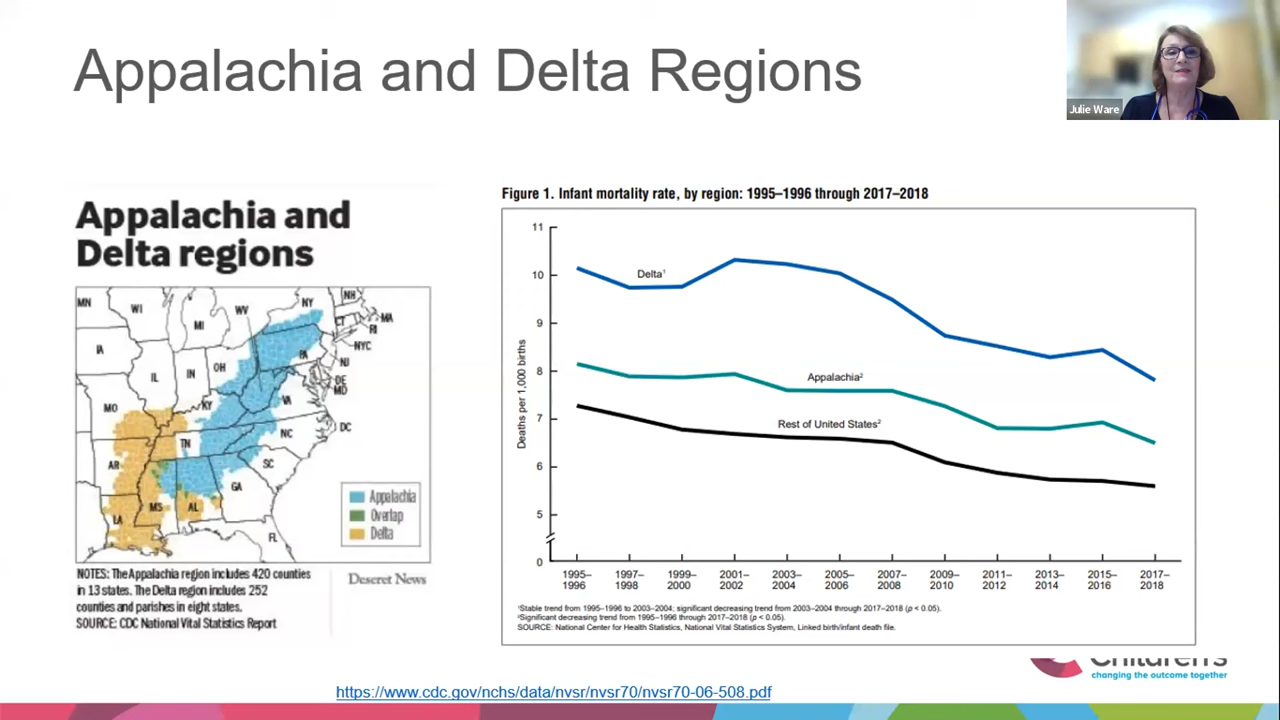 Appalachia and Delta Regions
Julie Ware
Appalachia and
Delta regions
MN
WI
MI
WV
NY
NH
MA
CT
RI
NYC
IA
PA
NJ
IL
IN
OH
DE
MD
MO
KY
VA
DC
TN
NC
AR
SC
MS
AL
GA
LA
FL
Appalachia
Overlap
Delta
NOTES: The Appalachia region includes 420 counties
in 13 states. The Delta region includes 252
counties and parishes in eight states.
SOURCE: CDC National Vital Statistics Report
Deseret News
Figure 1. Infant mortality rate, by region: 1995–1996 through 2017–2018
Deaths per 1,000 births
11
10
9
8
7
6
5
0
Delta¹
Appalachia²
Rest of United States²
1995–
1996
1997–
1998
1999–
2000
2001–
2002
2003–
2004
2005–
2006
2007–
2008
2009–
2010
2011–
2012
2013–
2014
2015–
2016
2017–
2018
¹Stable trend from 1995–1996 to 2003–2004; significant decreasing trend from 2003–2004 through 2017–2018 (p < 0.05).
²Significant decreasing trend from 1995–1996 through 2017–2018 (p < 0.05).
SOURCE: National Center for Health Statistics, National Vital Statistics System, Linked birth/infant death file.
Children's
changing the outcome together
https://www.cdc.gov/nchs/data/nvsr/nvsr70/nvsr70-06-508.pdf